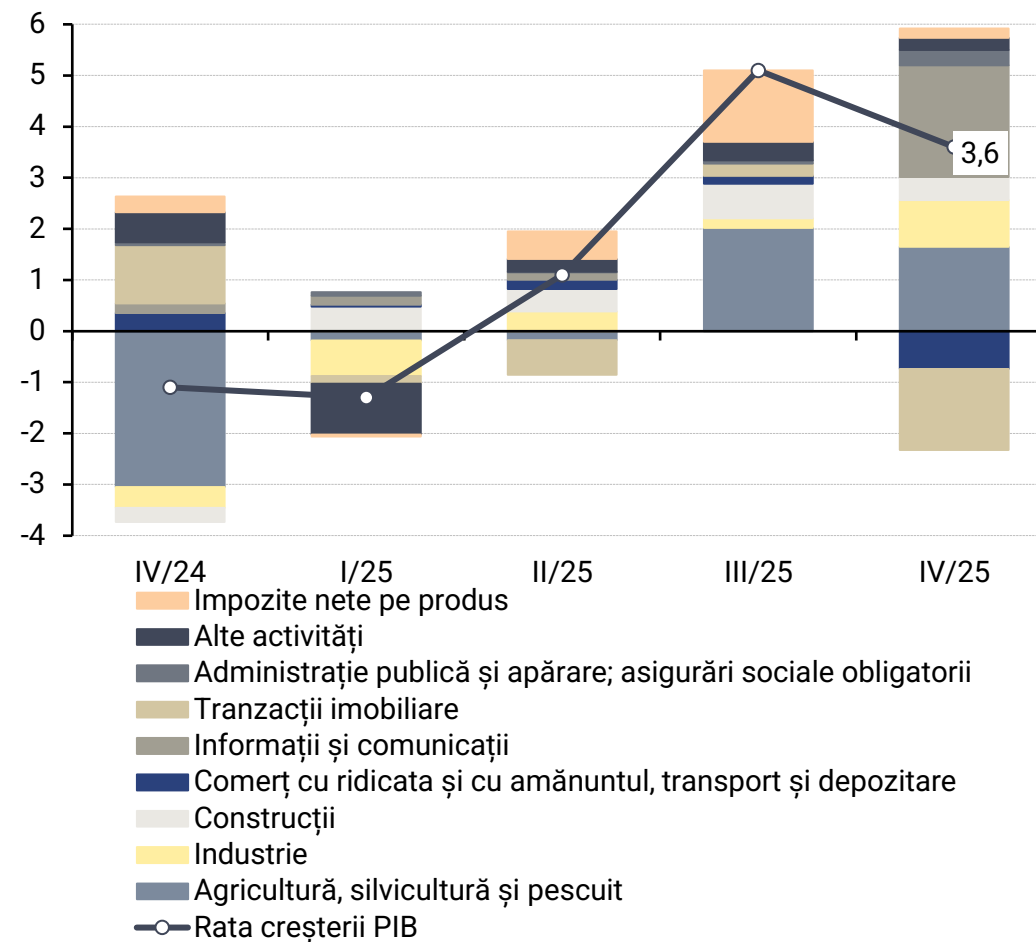 6
5
4
3
2
1
0
-1
-2
-3
-4
3,6
IV/24 I/25 II/25 III/25 IV/25
Impozite nete pe produs
Alte activități
Administrație publică și apărare; asigurări sociale obligatorii
Tranzacții imobiliare
Informații și comunicații
Comerț cu ridicata și cu amănuntul, transport și depozitare
Construcții
Industrie
Agricultură, silvicultură și pescuit
Rata creșterii PIB